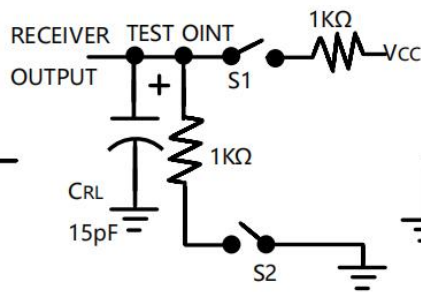 1KΩ
RECEIVER TEST OINT
VCC
OUTPUT
S1
+
1KΩ
CRL
15pF
S2